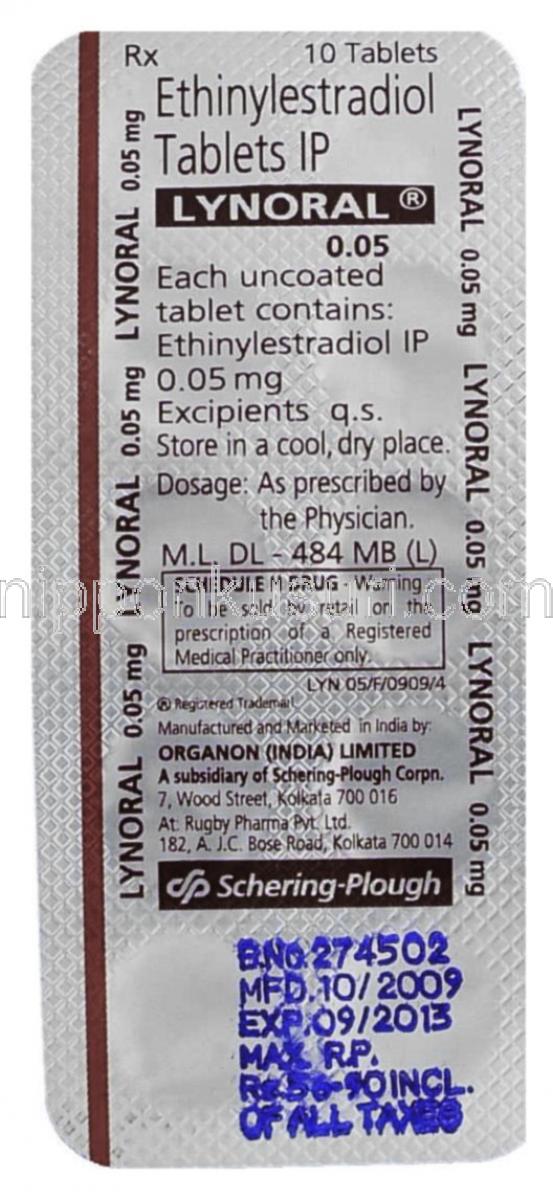 Rx 10 Tablets
Ethinylestradiol
Tablets IP
LYNORAL ®
0.05
Each uncoated
tablet contains:
Ethinylestradiol IP
0.05 mg
Excipients q.s.
Store in a cool, dry place.
Dosage: As prescribed by
the Physician.
M.L. DL - 484 MB (L)
SCHEDULE H DRUG - Warning
To be sold by retail on the
prescription of a Registered
Medical Practitioner only.
LYN 05/F/0909/4
® Registered Trademark
Manufactured and Marketed in India by:
ORGANON (INDIA) LIMITED
A subsidiary of Schering-Plough Corpn.
7, Wood Street, Kolkata 700 016
At: Rugby Pharma Pvt. Ltd.
182, A. J.C. Bose Road, Kolkata 700 014
Schering-Plough
B.NO.274502
MFD.10/2009
EXP.09/2013
MAX. R.P.
Rs.56-90 INCL.
OF ALL TAXES
LYNORAL 0.05 mg LYNORAL 0.05 mg LYNORAL 0.05 mg
LYNORAL 0.05 mg LYNORAL 0.05 mg LYNORAL 0.05 mg